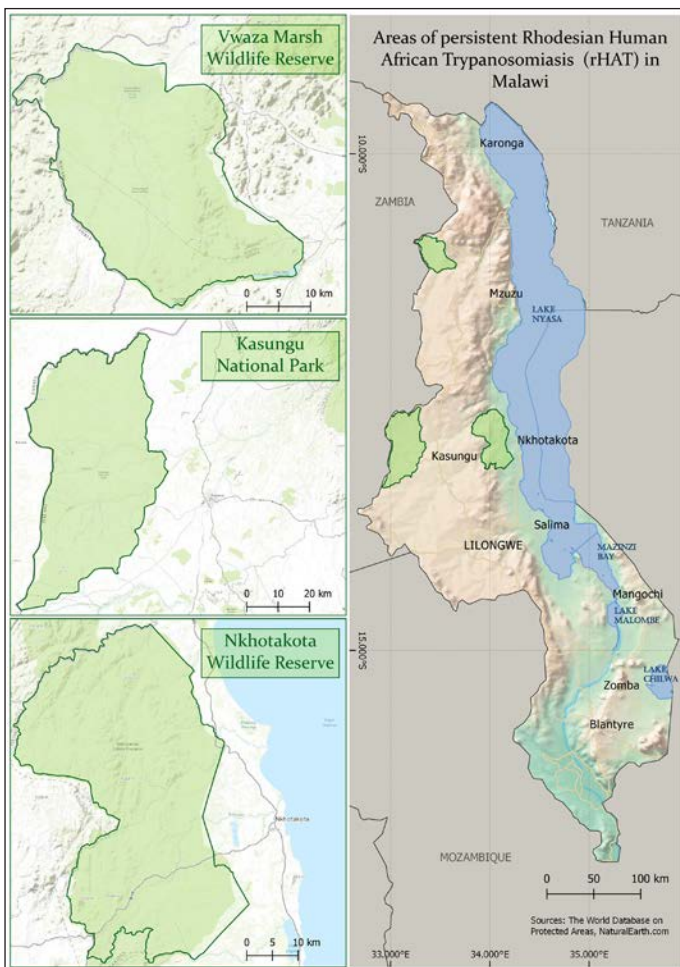 Vwaza Marsh
Wildlife Reserve
0 5 10 km
Kasungu
National Park
0 10 20 km
Nkhotakota
Wildlife Reserve
Nkhotakota
0 5 10 km
Areas of persistent Rhodesian Human
African Trypanosomiasis (rHAT) in
Malawi
10.000°S
Karonga
ZAMBIA
TANZANIA
Mzuzu
LAKE
NYASA
Nkhotakota
Kasungu
Salima
LILONGWE
MAZINZI
BAY
Mangochi
LAKE
MALOMBE
15.000°S
LAKE
CHILWA
Zomba
Blantyre
MOZAMBIQUE
0 50 100 km
Sources: The World Database on
Protected Areas, NaturalEarth.com
33.000°E 34.000°E 35.000°E